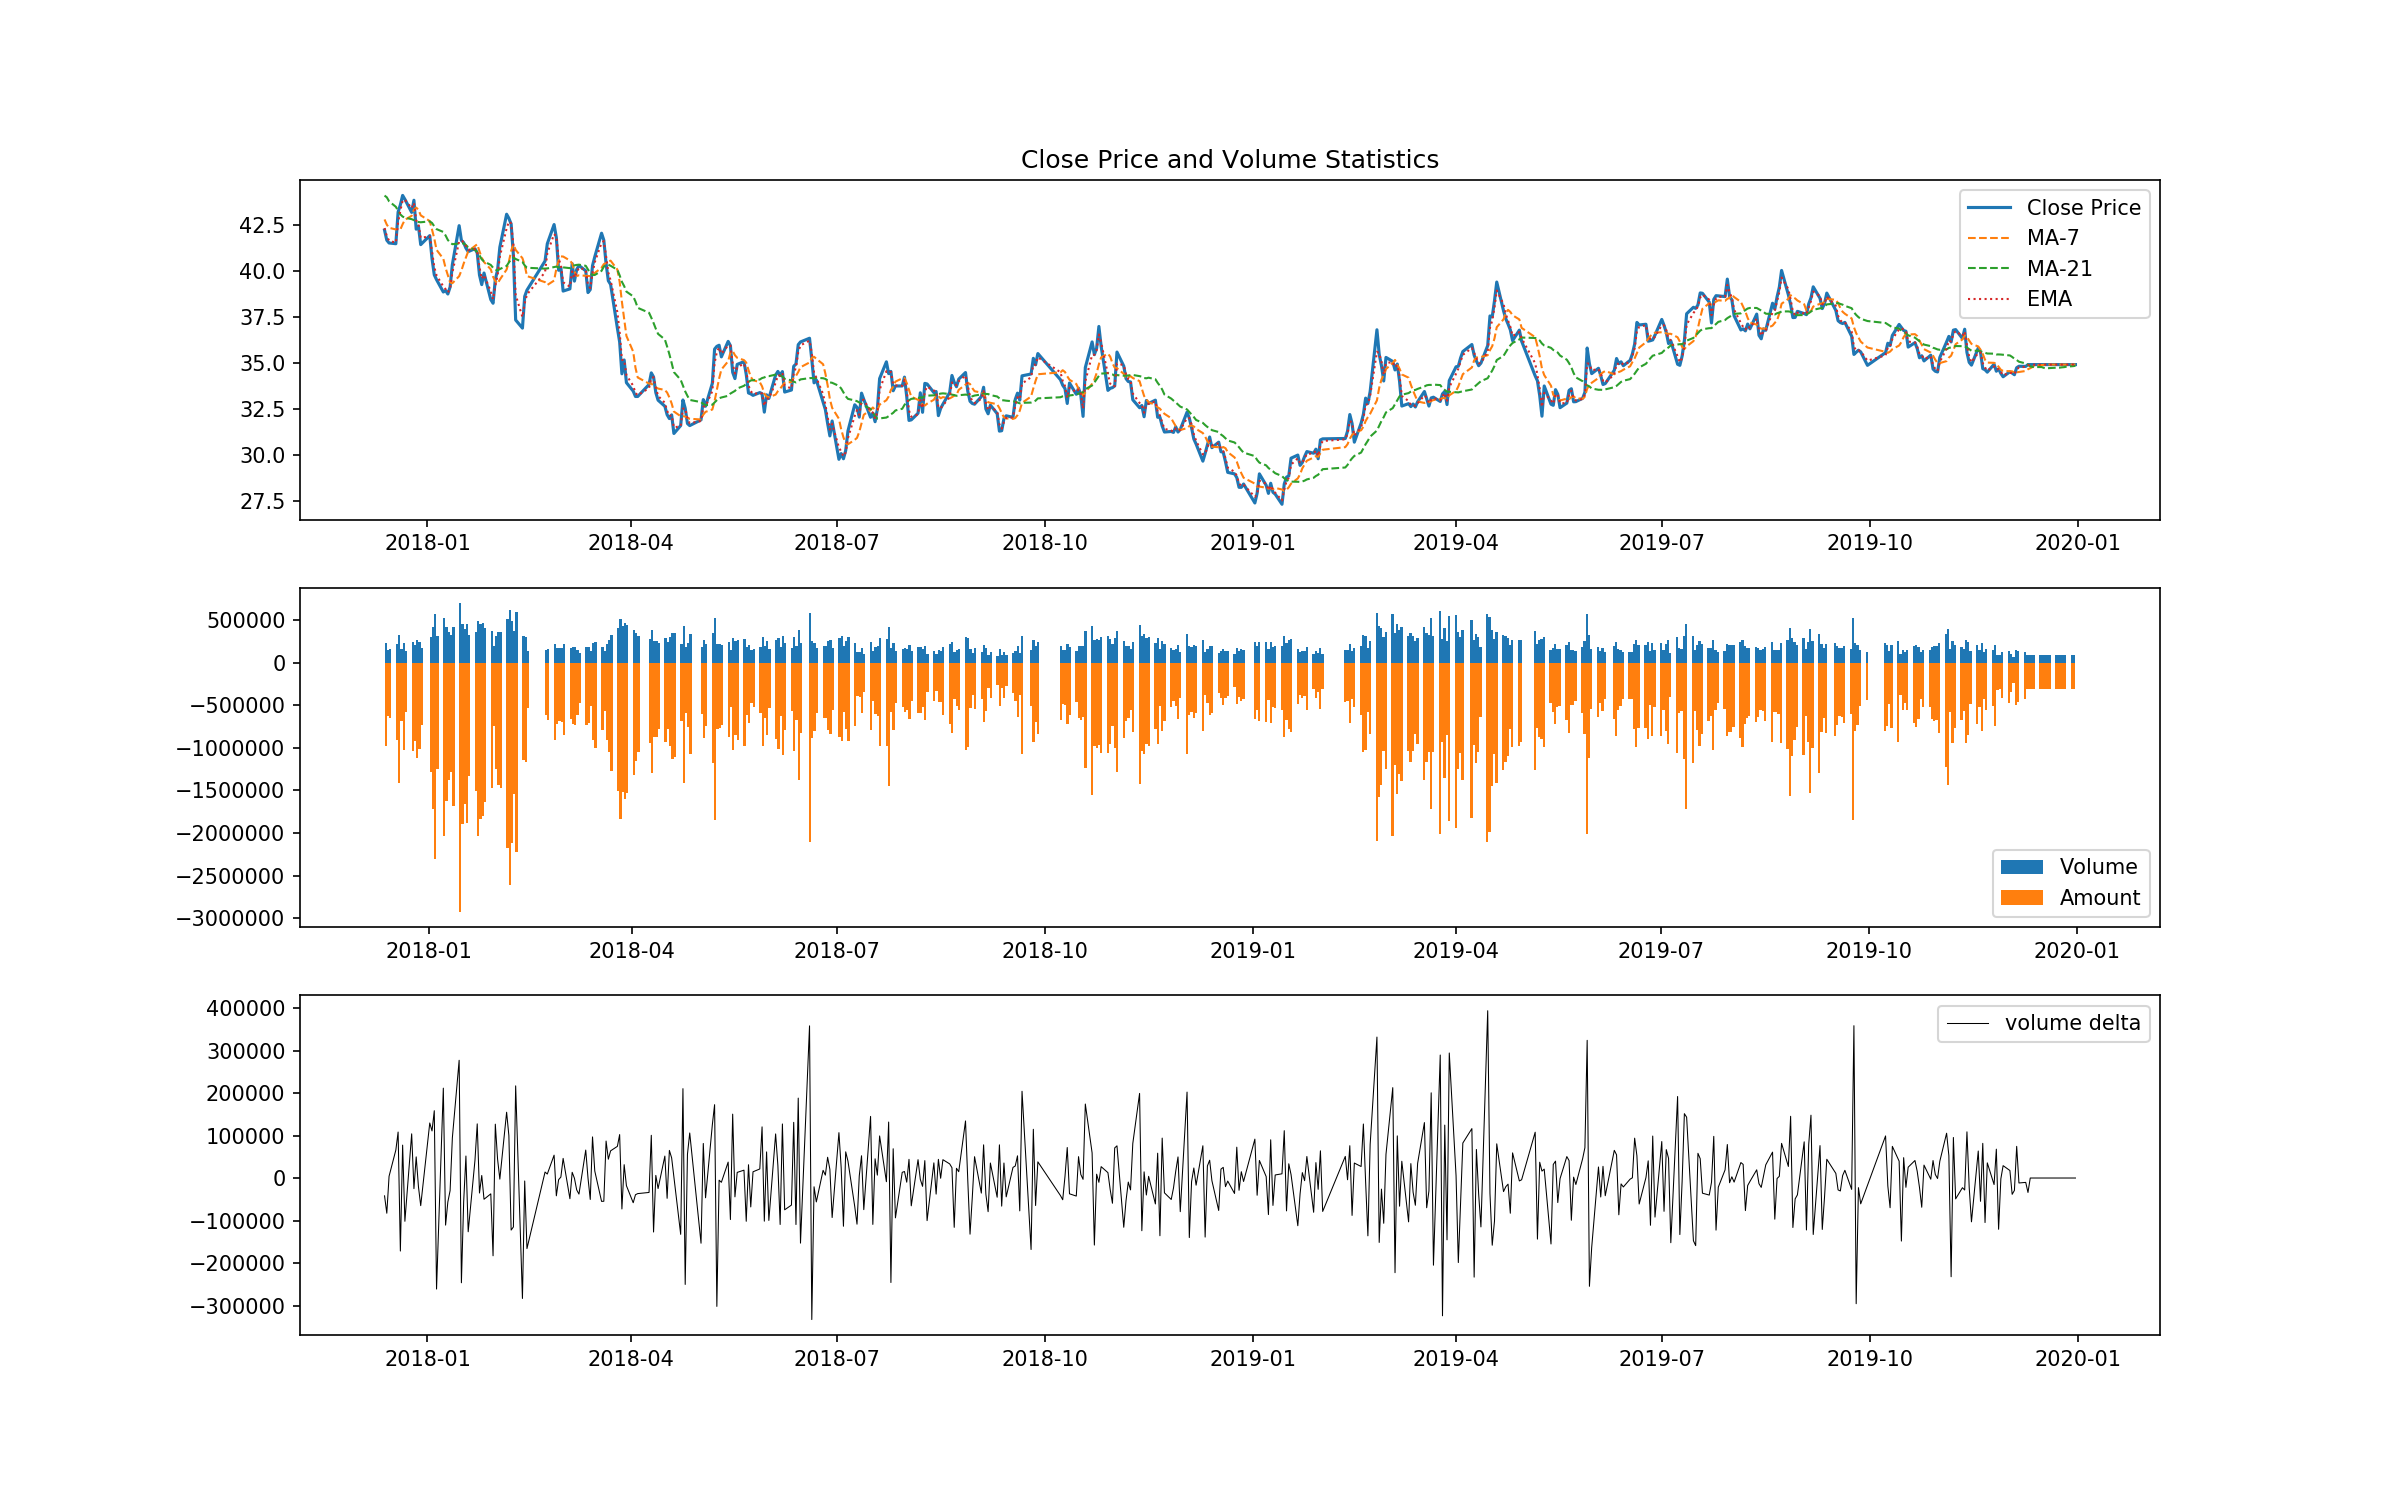 Close Price and Volume Statistics
42.5
40.0
37.5
35.0
32.5
30.0
27.5
Close Price
MA-7
MA-21
EMA
2018-01 2018-04 2018-07 2018-10 2019-01 2019-04 2019-07 2019-10 2020-01
500000
0
−500000
−1000000
−1500000
−2000000
−2500000
−3000000
Volume
Amount
2018-01 2018-04 2018-07 2018-10 2019-01 2019-04 2019-07 2019-10 2020-01
400000
300000
200000
100000
0
−100000
−200000
−300000
volume delta
2018-01 2018-04 2018-07 2018-10 2019-01 2019-04 2019-07 2019-10 2020-01